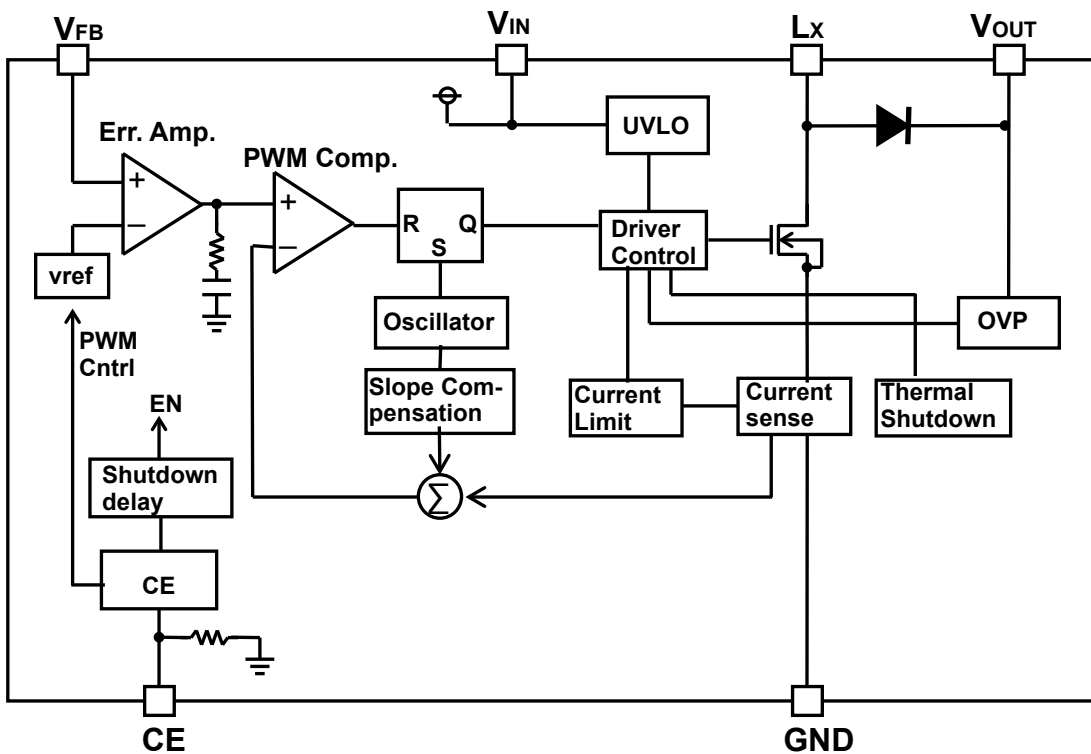 VFB
VIN
LX
VOUT
Err. Amp.
PWM Comp.
UVLO
+
−
+
−
R
Q
S
Driver
Control
vref
Oscillator
OVP
PWM
Cntrl
Slope Com-
pensation
Current
Limit
Current
sense
Thermal
Shutdown
EN
Shutdown
delay
Σ
CE
CE
GND